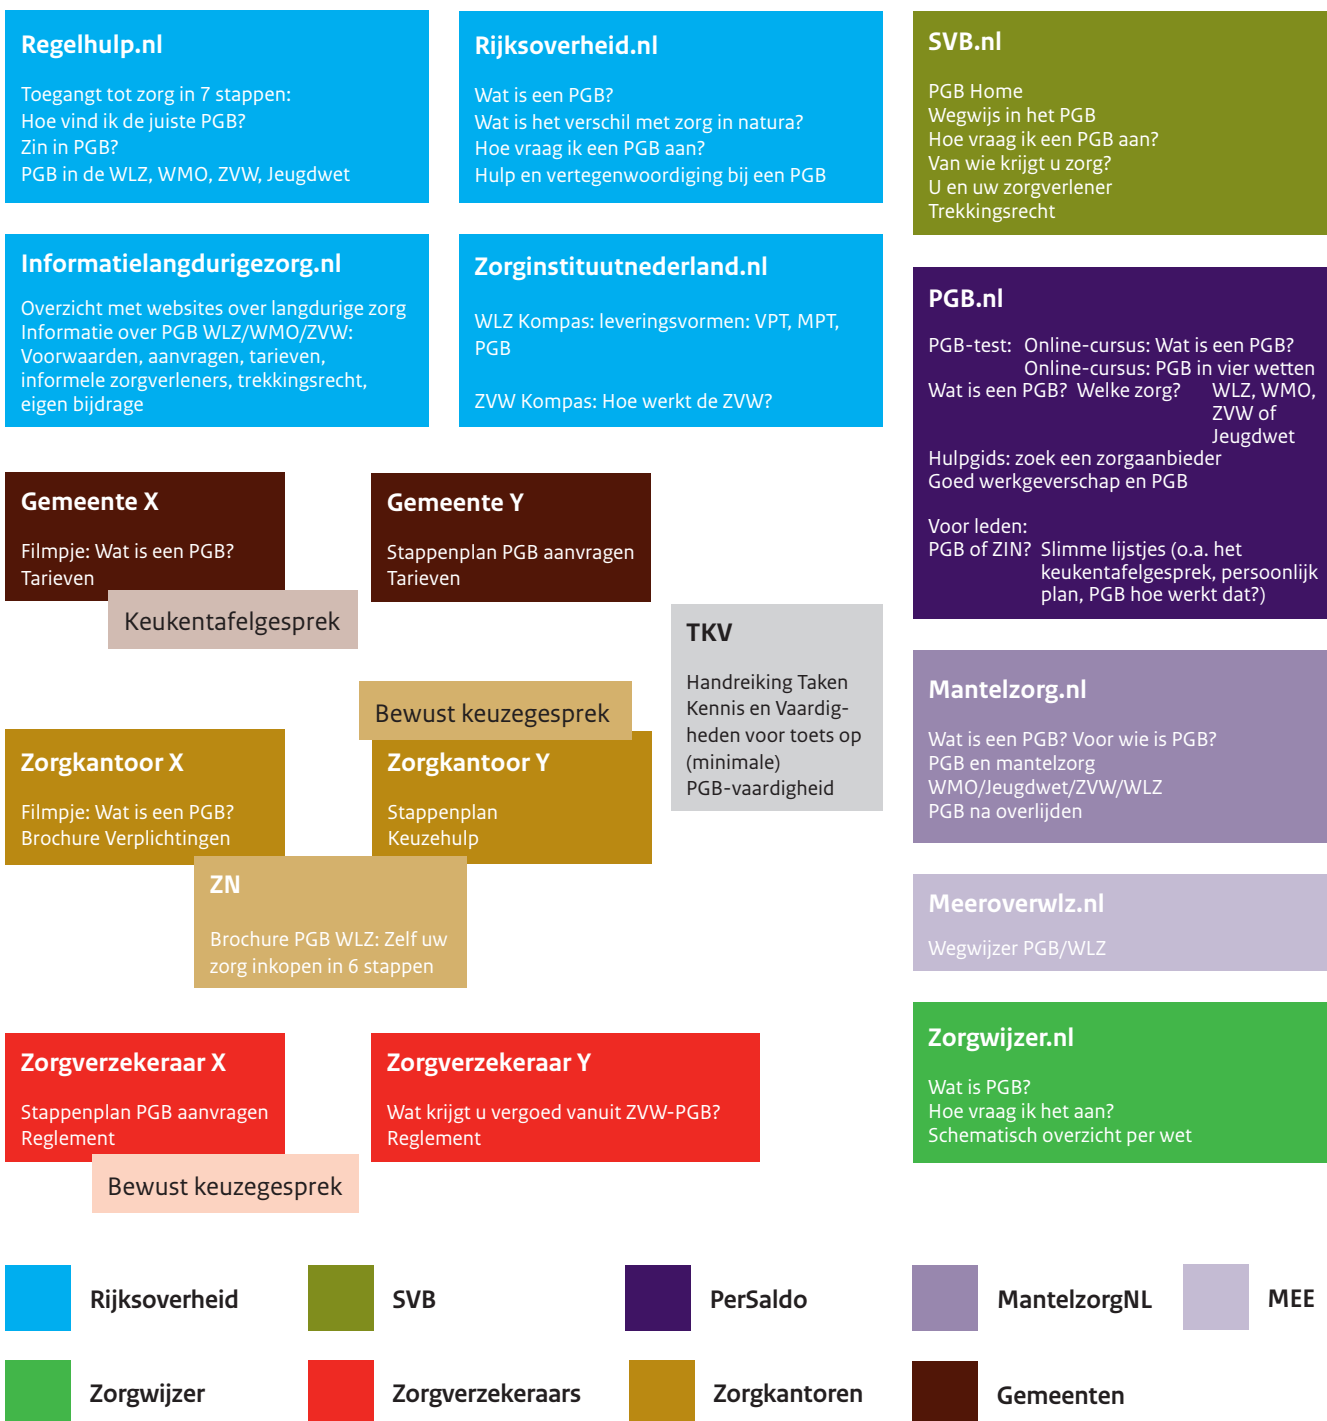 Regelhulp.nl
Toegangt tot zorg in 7 stappen:
Hoe vind ik de juiste PGB?
Zin in PGB?
PGB in de WLZ, WMO, ZVW, Jeugdwet
Rijksoverheid.nl
Wat is een PGB?
Wat is het verschil met zorg in natura?
Hoe vraag ik een PGB aan?
Hulp en vertegenwoordiging bij een PGB
SVB.nl
PGB Home
Wegwijs in het PGB
Hoe vraag ik een PGB aan?
Van wie krijgt u zorg?
U en uw zorgverlener
Trekkingsrecht
Informatielangdurigezorg.nl
Overzicht met websites over langdurige zorg
Informatie over PGB WLZ/WMO/ZVW:
Voorwaarden, aanvragen, tarieven,
informele zorgverleners, trekkingsrecht,
eigen bijdrage
Zorginstituutnederland.nl
WLZ Kompas: leveringsvormen: VPT, MPT,
PGB
ZVW Kompas: Hoe werkt de ZVW?
PGB.nl
PGB-test: Online-cursus: Wat is een PGB?
Online-cursus: PGB in vier wetten
Wat is een PGB? Welke zorg? WLZ, WMO,
ZVW of
Jeugdwet
Hulpgids: zoek een zorgaanbieder
Goed werkgeverschap en PGB
Voor leden:
PGB of ZIN? Slimme lijstjes (o.a. het
keukentafelgesprek, persoonlijk
plan, PGB hoe werkt dat?)
Gemeente X
Filmpje: Wat is een PGB?
Tarieven
Keukentafelgesprek
Gemeente Y
Stappenplan PGB aanvragen
Tarieven
TKV
Handreiking Taken
Kennis en Vaardig-
heden voor toets op
(minimale)
PGB-vaardigheid
Mantelzorg.nl
Wat is een PGB? Voor wie is PGB?
PGB en mantelzorg
WMO/Jeugdwet/ZVW/WLZ
PGB na overlijden
Bewust keuzegesprek
Zorgkantoor X
Filmpje: Wat is een PGB?
Brochure Verplichtingen
Zorgkantoor Y
Stappenplan
Keuzehulp
ZN
Brochure PGB WLZ: Zelf uw
zorg inkopen in 6 stappen
Meeroverwlz.nl
Wegwijzer PGB/WLZ
Zorgverzekeraar X
Stappenplan PGB aanvragen
Reglement
Bewust keuzegesprek
Zorgverzekeraar Y
Wat krijgt u vergoed vanuit ZVW-PGB?
Reglement
Zorgwijzer.nl
Wat is PGB?
Hoe vraag ik het aan?
Schematisch overzicht per wet
Rijksoverheid
SVB
PerSaldo
MantelzorgNL
MEE
Zorgwijzer
Zorgverzekeraars
Zorgkantoren
Gemeenten